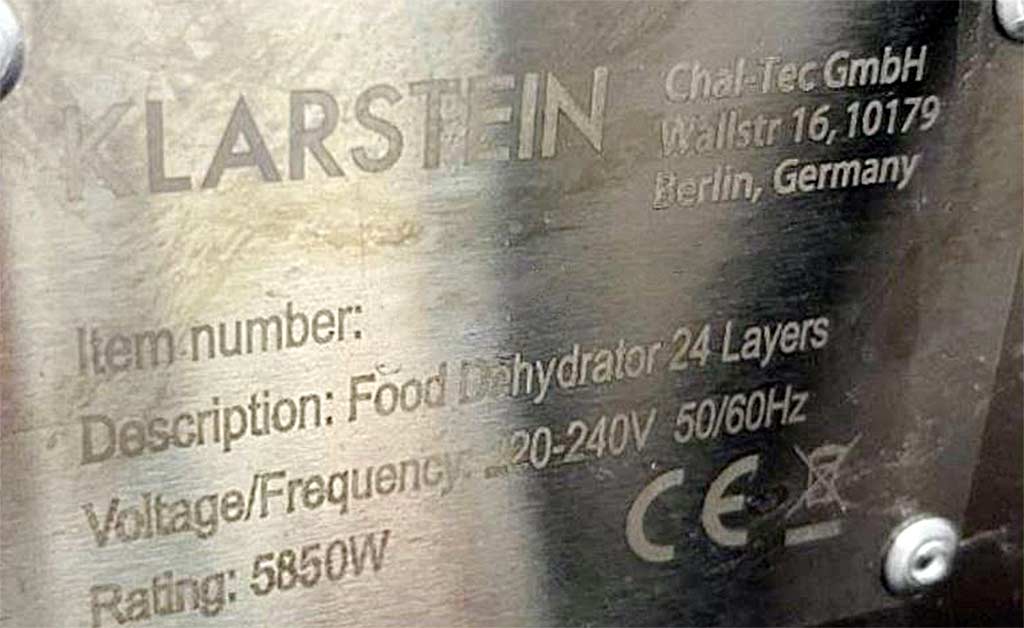 KLARSTEIN
Chal-Tec GmbH
Wallstr 16, 10179
Berlin, Germany
Item number:
Description: Food Dehydrator 24 Layers
Voltage/Frequency: 220-240V 50/60Hz
Rating: 5850W
CE